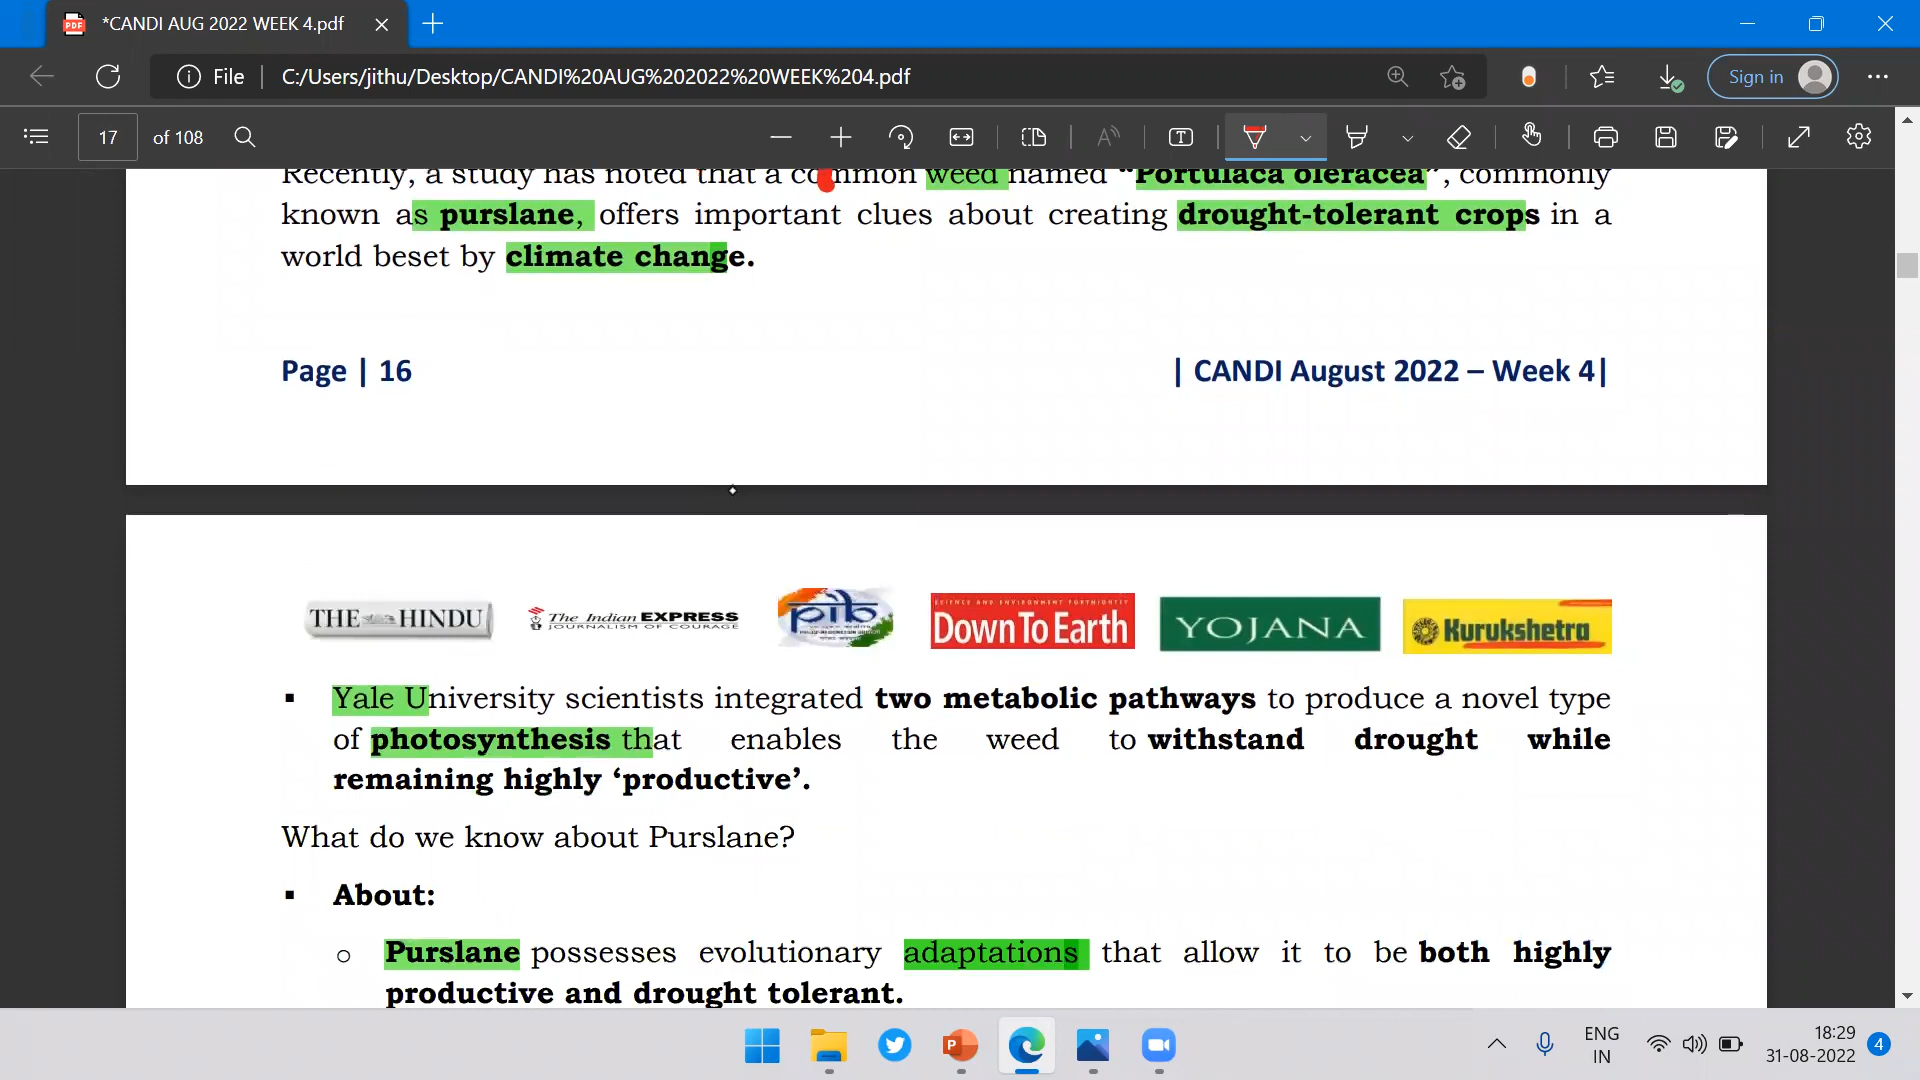 *CANDI AUG 2022 WEEK 4.pdf
File C:/Users/jithu/Desktop/CANDI%20AUG%202022%20WEEK%204.pdf Sign in
17 of 108
Recently, a study has noted that a common weed named “Portulaca oleracea”, commonly
known as purslane, offers important clues about creating drought-tolerant crops in a
world beset by climate change.
Page | 16 | CANDI August 2022 – Week 4|
THE HINDU The Indian EXPRESS pib Down To Earth YOJANA Kurukshetra
JOURNALISM OF COURAGE
SCIENCE AND ENVIRONMENT FORTNIGHTLY
▪ Yale University scientists integrated two metabolic pathways to produce a novel type
of photosynthesis that enables the weed to withstand drought while
remaining highly ‘productive’.
What do we know about Purslane?
▪ About:
o Purslane possesses evolutionary adaptations that allow it to be both highly
productive and drought tolerant.
ENG
IN
18:29
31-08-2022
4